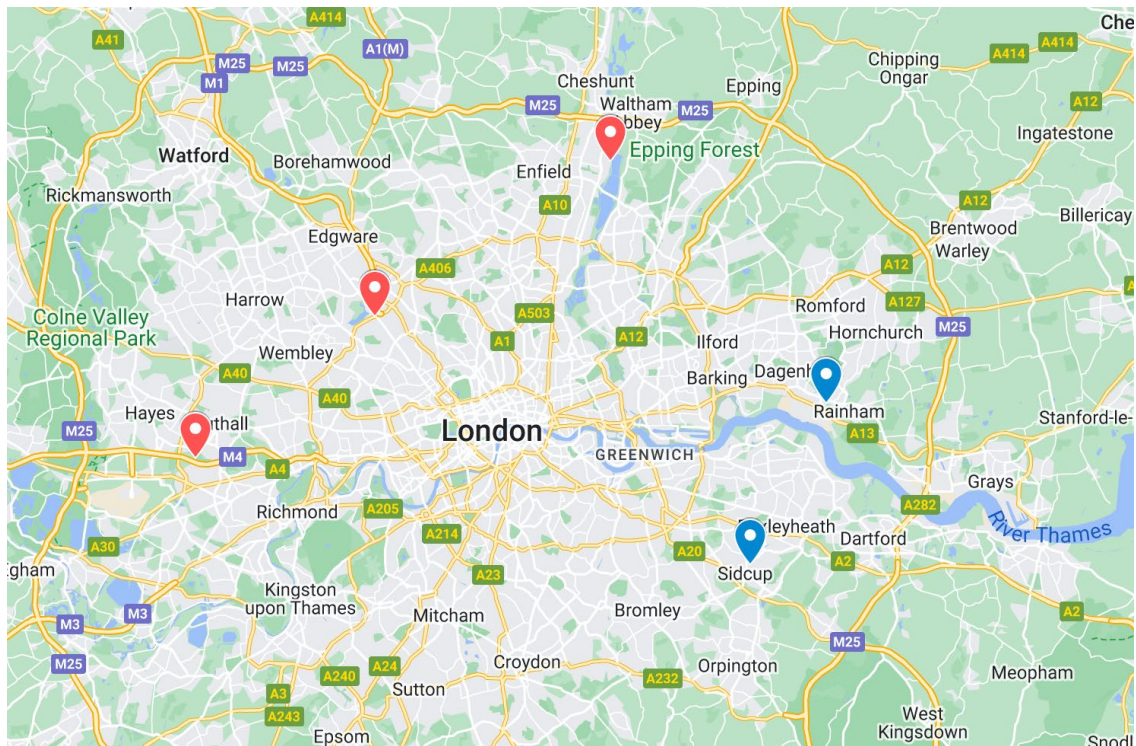 A414
Che
A41
A1(M)
A414
A414
M25
M25
M1
Cheshunt
Chipping
Ongar
Epping
A12
M25
Waltham
Abbey
M25
Ingatestone
Watford
Borehamwood
Epping Forest
Enfield
Rickmansworth
A10
A12
Billericay
Brentwood
Warley
Edgware
A406
A12
Harrow
A503
Romford
A127
Colne Valley
Regional Park
Hornchurch
M25
A1
A12
Ilford
Wembley
A40
Barking
Dagenh
A40
Hayes
thall
Rainham
Stanford-le-
M25
London
A13
M4
A4
GREENWICH
Grays
Richmond
A205
A282
River Thames
A214
xleyheath
Dartford
A30
A20
A2
gham
Sidcup
A23
Kingston
upon Thames
Mitcham
Bromley
A2
M3
M3
M25
M25
Croydon
Orpington
Meopham
A24
A240
A232
Sutton
A3
A243
Epsom
West
Kingsdown
Snodl